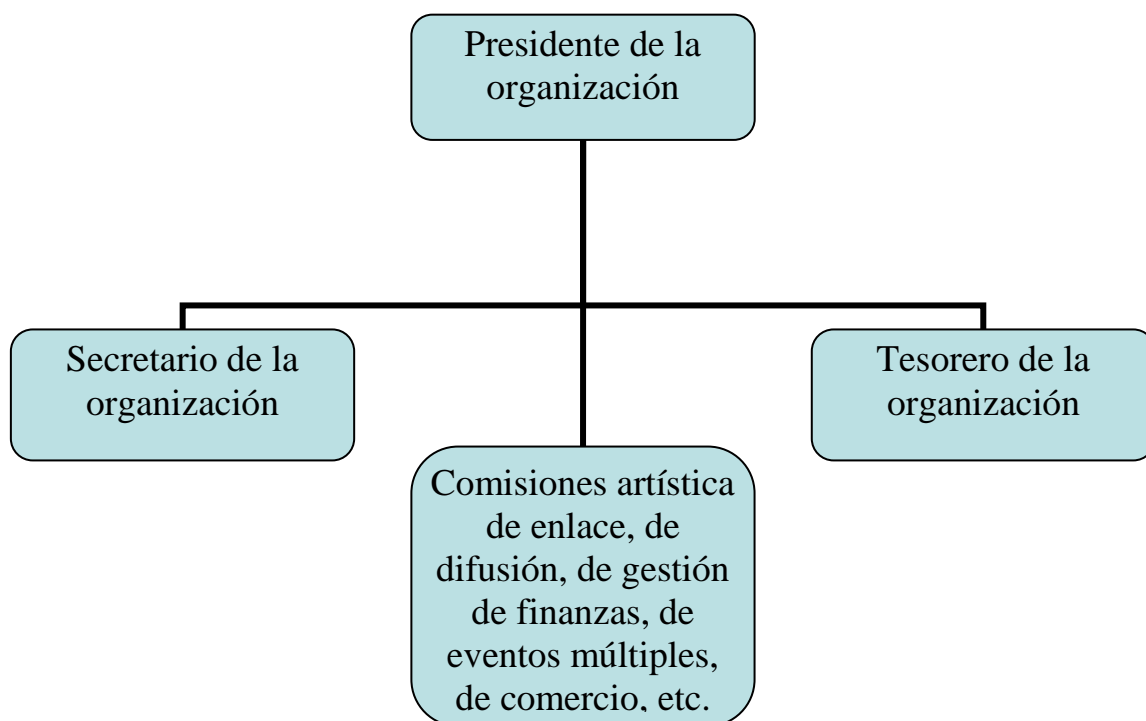 Presidente de la
organización
Secretario de la
organización
Tesorero de la
organización
Comisiones artística
de enlace, de
difusión, de gestión
de finanzas, de
eventos múltiples,
de comercio, etc.